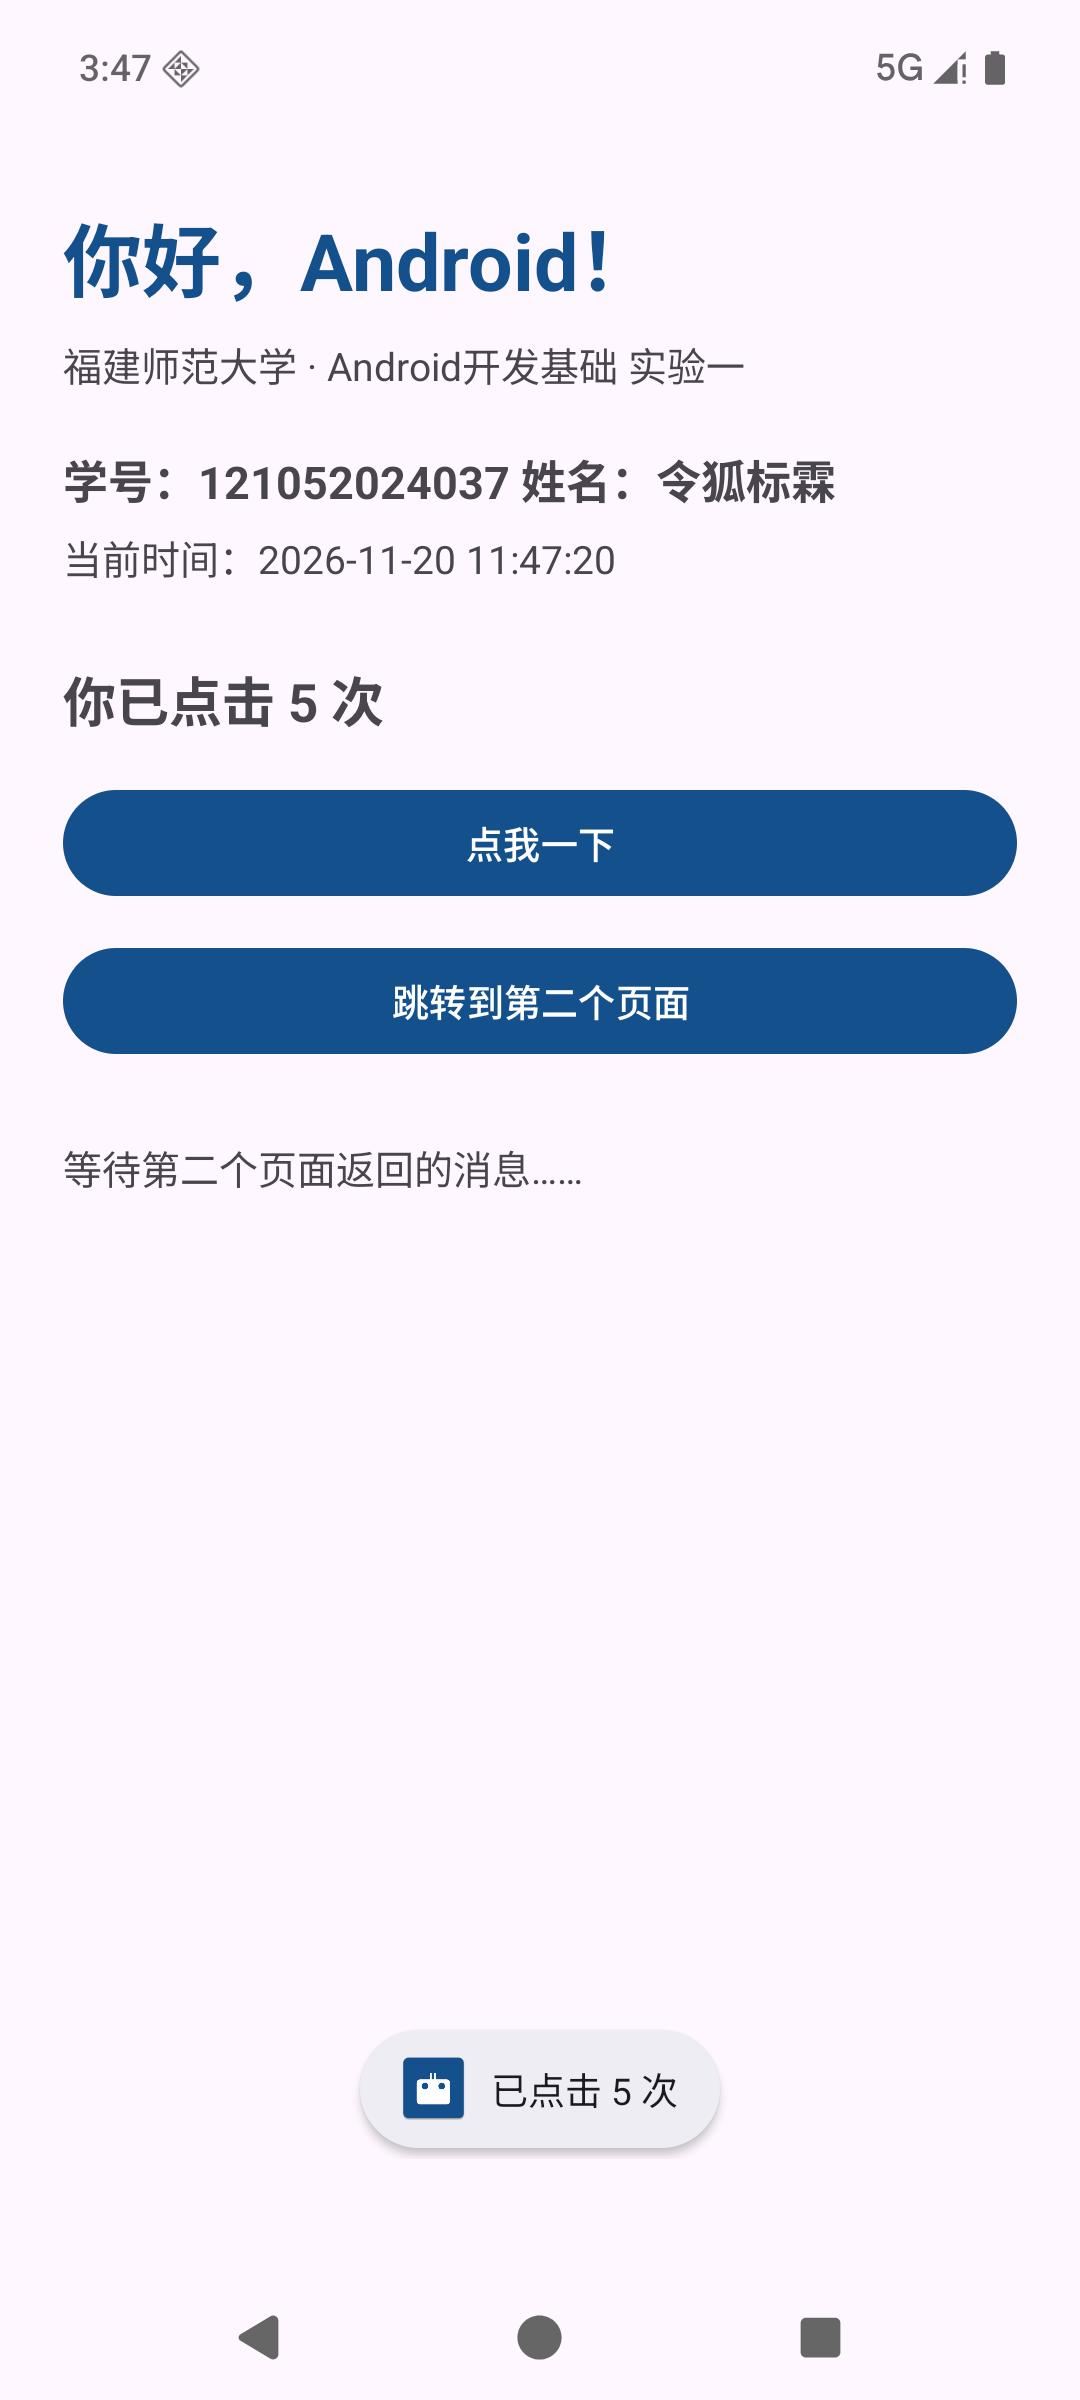 3:47
5G
你好，Android！
福建师范大学 · Android开发基础 实验一
学号：121052024037 姓名：令狐标霖
当前时间：2026-11-20 11:47:20
你已点击 5 次
点我一下
跳转到第二个页面
等待第二个页面返回的消息……
已点击 5 次